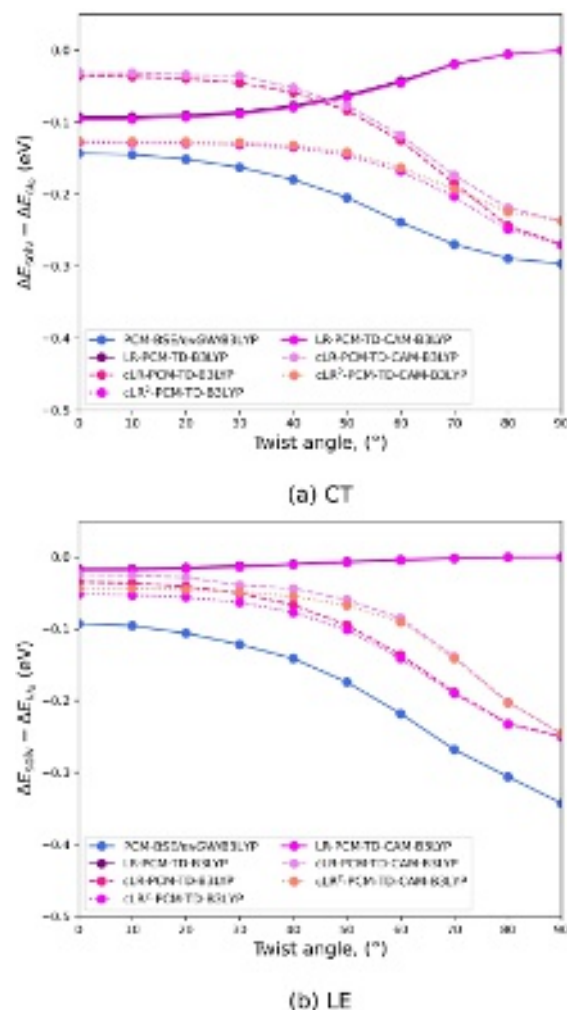 0.0
−0.1
−0.2
−0.3
−0.4
−0.5
(eV)
PCM-BSE/evGW/B3LYP
LR-PCM-TD-B3LYP
cLR-PCM-TD-B3LYP
cLR²-PCM-TD-B3LYP
LR-PCM-TD-CAM-B3LYP
cLR-PCM-TD-CAM-B3LYP
cLR²-PCM-TD-CAM-B3LYP
0 10 20 30 40 50 60 70 80 90
Twist angle, (°)
(a) CT
0.0
−0.1
−0.2
−0.3
−0.4
−0.5
(eV)
PCM-BSE/evGW/B3LYP
LR-PCM-TD-B3LYP
cLR-PCM-TD-B3LYP
cLR²-PCM-TD-B3LYP
LR-PCM-TD-CAM-B3LYP
cLR-PCM-TD-CAM-B3LYP
cLR²-PCM-TD-CAM-B3LYP
0 10 20 30 40 50 60 70 80 90
Twist angle, (°)
(b) LE